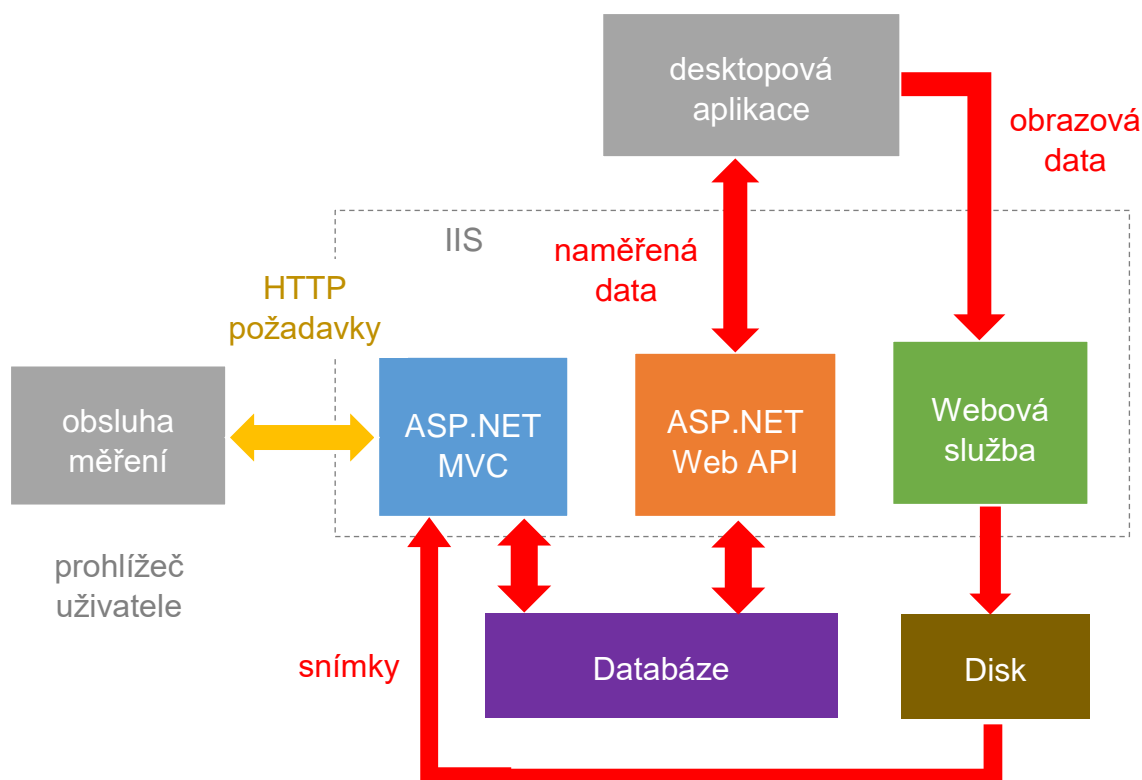 desktopová
aplikace
obrazová
data
IIS
naměřená
data
HTTP
požadavky
obsluha
měření
ASP.NET
MVC
ASP.NET
Web API
Webová
služba
prohlížeč
uživatele
snímky
Databáze
Disk